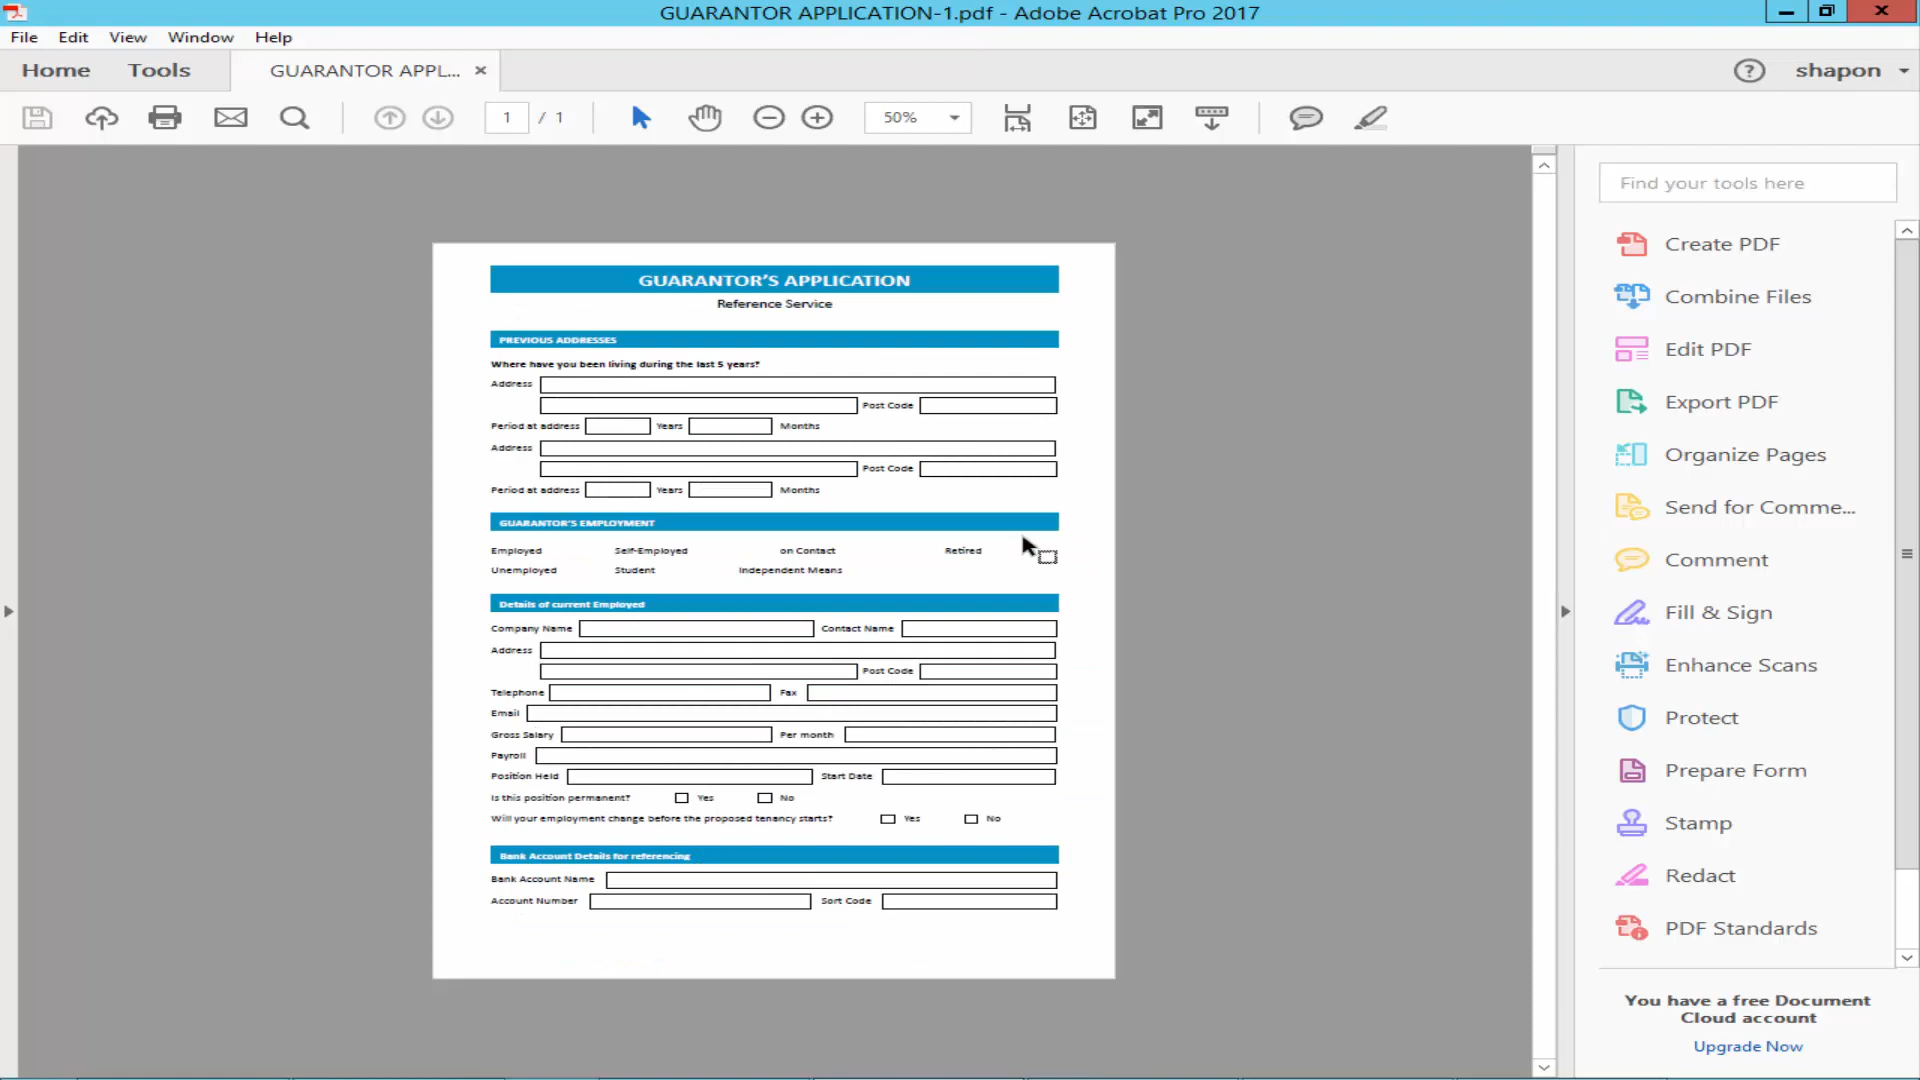 GUARANTOR APPLICATION-1.pdf - Adobe Acrobat Pro 2017
File Edit View Window Help
Home Tools GUARANTOR APPL... × ? shapon
1 / 1 50%
GUARANTOR'S APPLICATION
Reference Service
PREVIOUS ADDRESSES
Where have you been living during the last 5 years?
Address
Post Code
Period at address Years Months
Address
Post Code
Period at address Years Months
GUARANTOR'S EMPLOYMENT
Employed Self-Employed on Contact Retired
Unemployed Student Independent Means
Details of current Employed
Company Name Contact Name
Address
Post Code
Telephone Fax
Email
Gross Salary Per month
Payroll
Position Held Start Date
Is this position permanent? Yes No
Will your employment change before the proposed tenancy starts? Yes No
Bank Account Details for referencing
Bank Account Name
Account Number Sort Code
Find your tools here
Create PDF
Combine Files
Edit PDF
Export PDF
Organize Pages
Send for Comme...
Comment
Fill & Sign
Enhance Scans
Protect
Prepare Form
Stamp
Redact
PDF Standards
You have a free Document
Cloud account
Upgrade Now